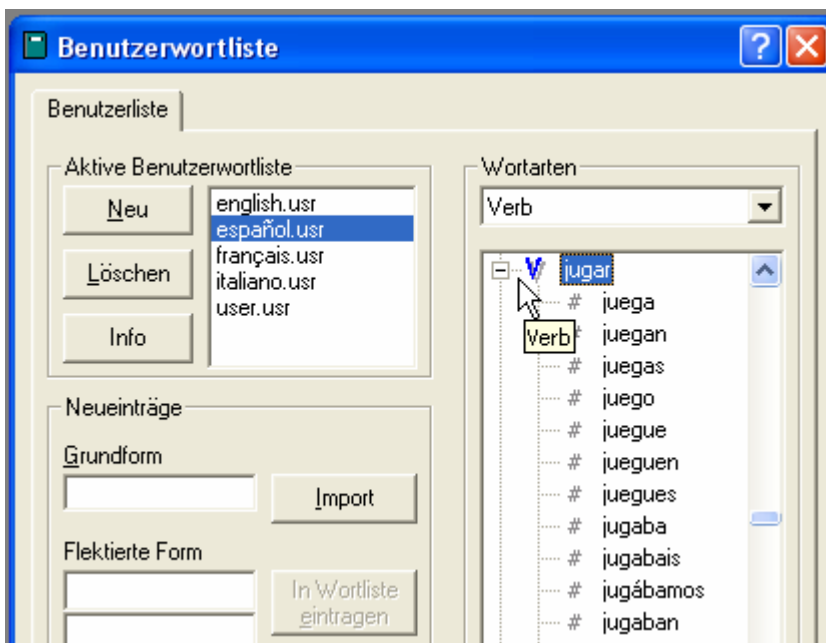 Benutzerwortliste
Benutzerliste
Aktive Benutzerwortliste
Neu
Löschen
Info
english.usr
español.usr
français.usr
italiano.usr
user.usr
Neueinträge
Grundform
Import
Flektierte Form
In Wortliste
eintragen
Wortarten
Verb
V jugar
# juega
Verb # juegan
# juegas
# juego
# juegue
# jueguen
# juegues
# jugaba
# jugabais
# jugábamos
# jugaban